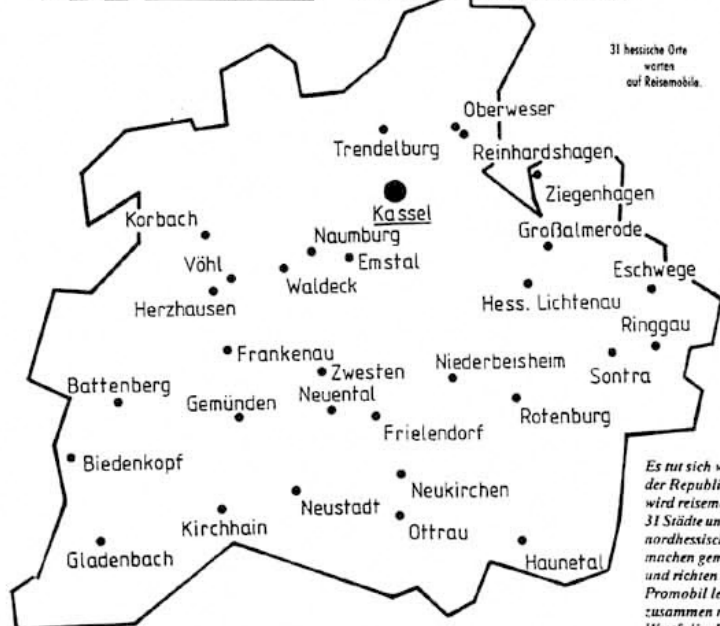 31 hessische Orte
warten
auf Reisemobile.
Oberweser
Trendelburg
Reinhardshagen
Ziegenhagen
Kassel
Korbach
Naumburg
Großalmerode
Vöhl
Emstal
Waldeck
Eschwege
Herzhausen
Hess. Lichtenau
Ringgau
Frankenau
Zwesten
Niederbeisheim
Sontra
Battenberg
Neuental
Gemünden
Rotenburg
Frielendorf
Biedenkopf
Neukirchen
Neustadt
Kirchhain
Ottrau
Gladenbach
Haunetal
Es tut sich
der Republi
wird reisem
31 Städte un
nordhessisch
machen gem
und richten
Promobil le
zusammen